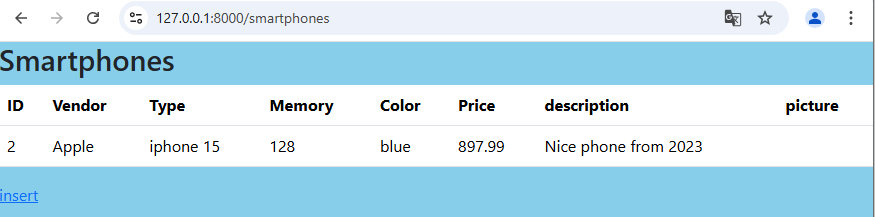 127.0.0.1:8000/smartphones
Smartphones
ID Vendor Type Memory Color Price description picture
2 Apple iphone 15 128 blue 897.99 Nice phone from 2023
insert